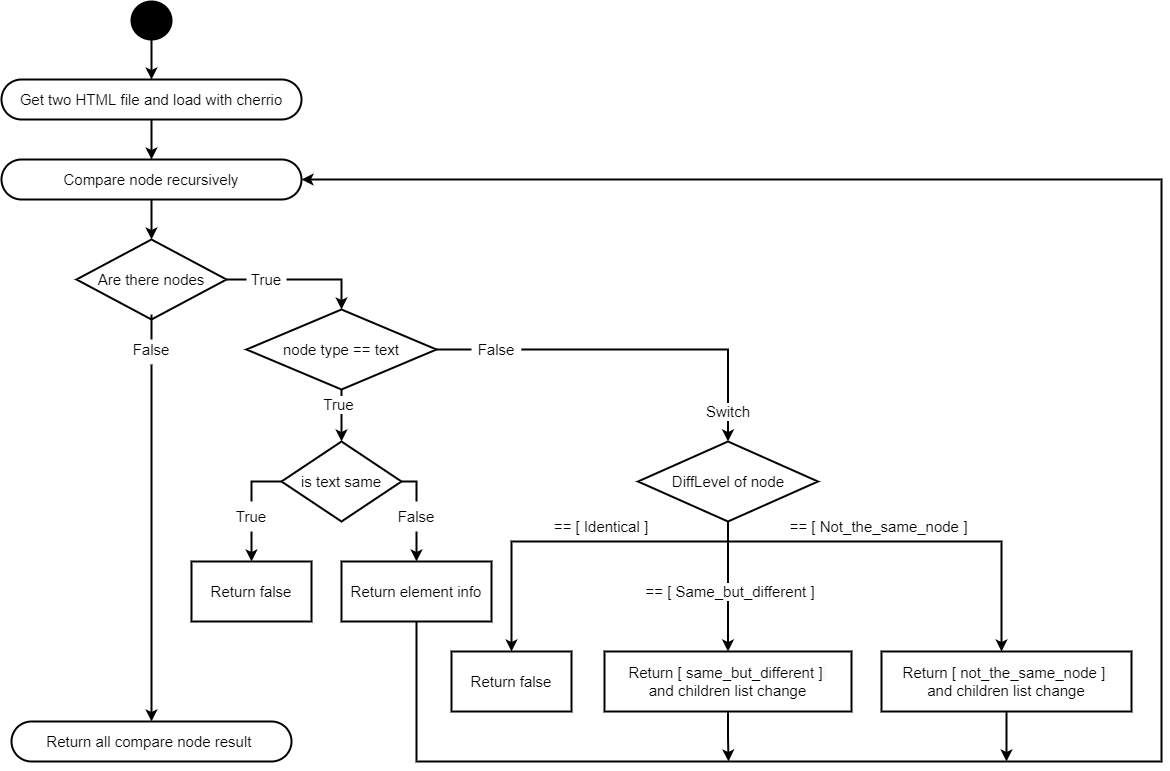 Get two HTML file and load with cherrio
Compare node recursively
Are there nodes
True
False
node type == text
False
True
Switch
is text same
DiffLevel of node
True
False
== [ Identical ]
== [ Not_the_same_node ]
== [ Same_but_different ]
Return false
Return element info
Return false
Return [ same_but_different ]
and children list change
Return [ not_the_same_node ]
and children list change
Return all compare node result